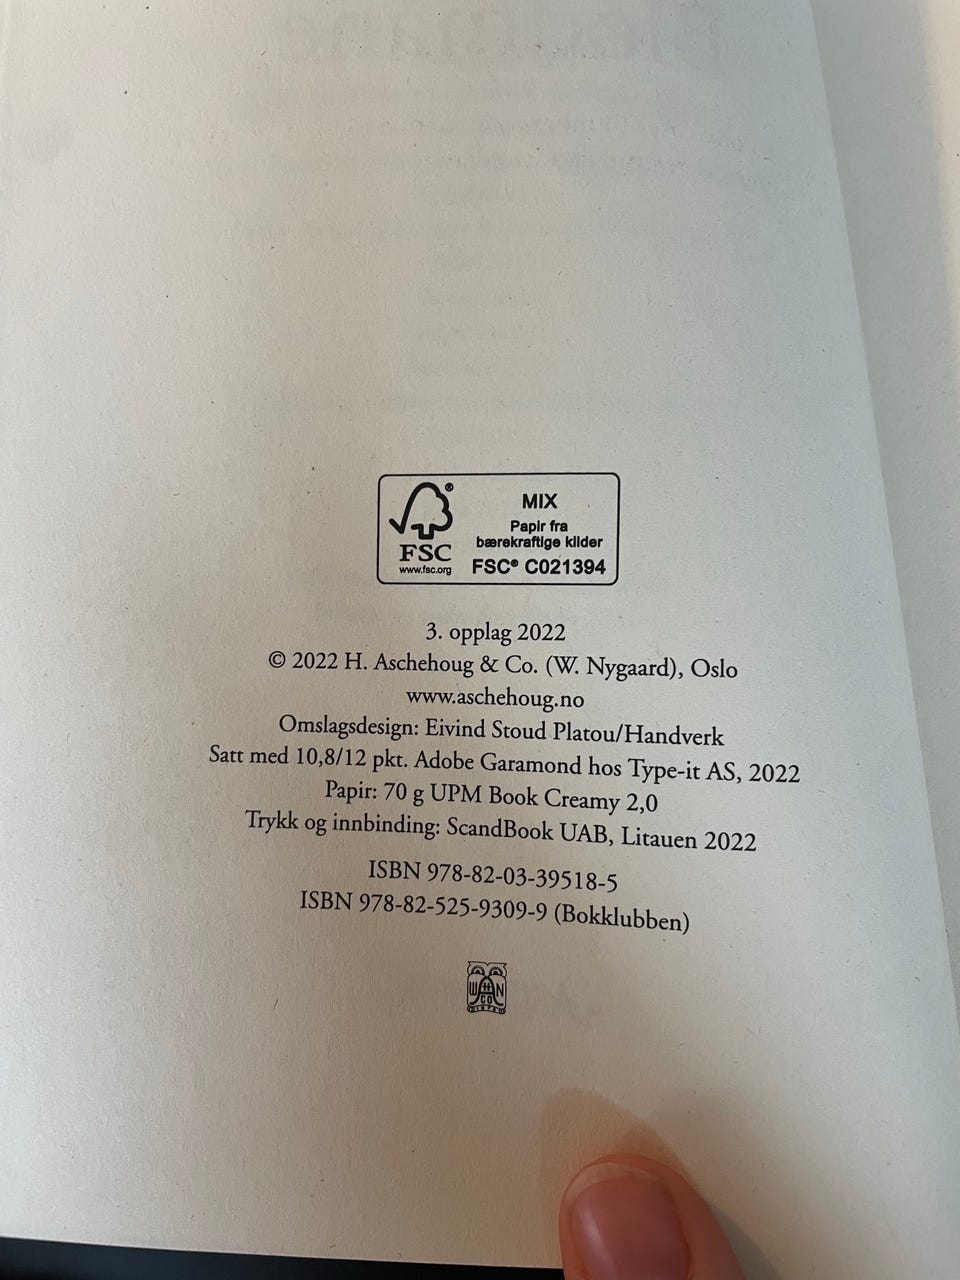 MIX
Papir fra
bærekraftige kilder
FSC® C021394
FSC
www.fsc.org
3. opplag 2022
© 2022 H. Aschehoug & Co. (W. Nygaard), Oslo
www.aschehoug.no
Omslagsdesign: Eivind Stoud Platou/Handverk
Satt med 10,8/12 pkt. Adobe Garamond hos Type-it AS, 2022
Papir: 70 g UPM Book Creamy 2,0
Trykk og innbinding: ScandBook UAB, Litauen 2022
ISBN 978-82-03-39518-5
ISBN 978-82-525-9309-9 (Bokklubben)